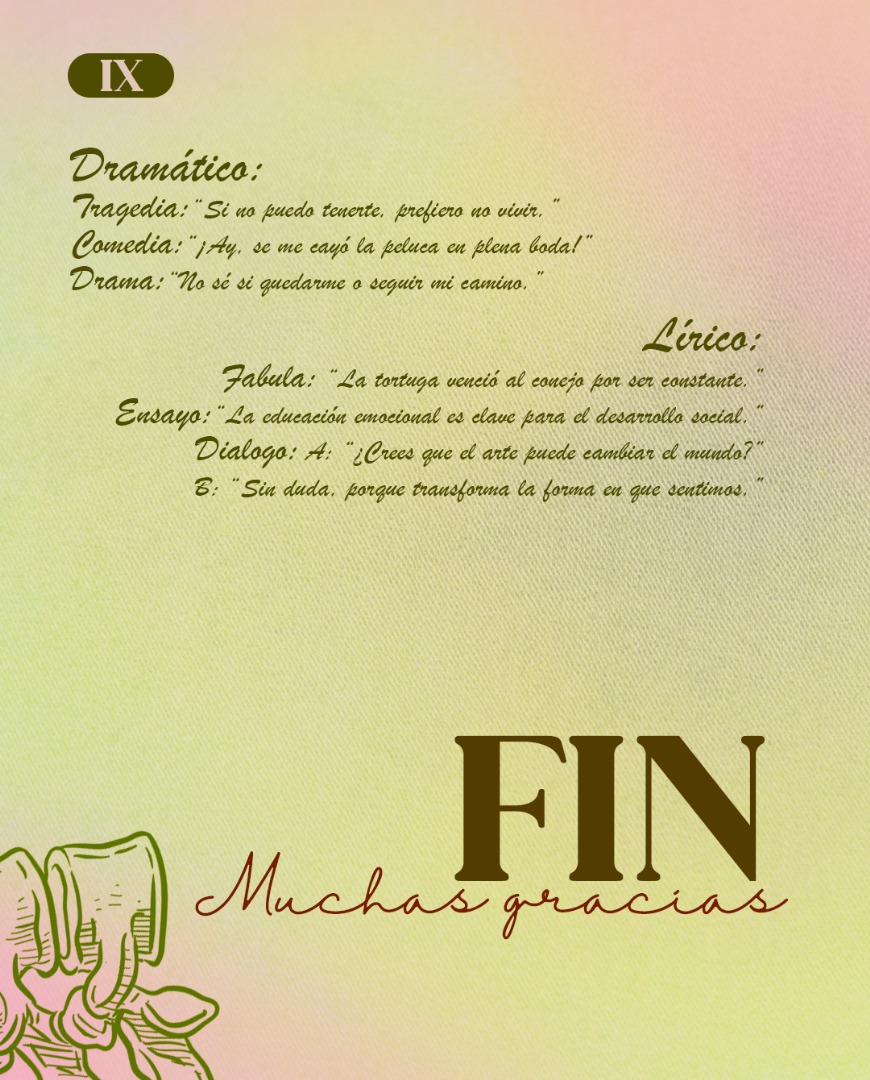 IX
Dramático:
Tragedia: "Si no puedo tenerte, prefiero no vivir."
Comedia: "¡Ay, se me cayó la peluca en plena boda!"
Drama: "No sé si quedarme o seguir mi camino."
Lírico:
Fabula: "La tortuga venció al conejo por ser constante."
Ensayo: "La educación emocional es clave para el desarrollo social."
Dialogo: A: "¿Crees que el arte puede cambiar el mundo?"
B: "Sin duda, porque transforma la forma en que sentimos."
FIN
Muchas gracias